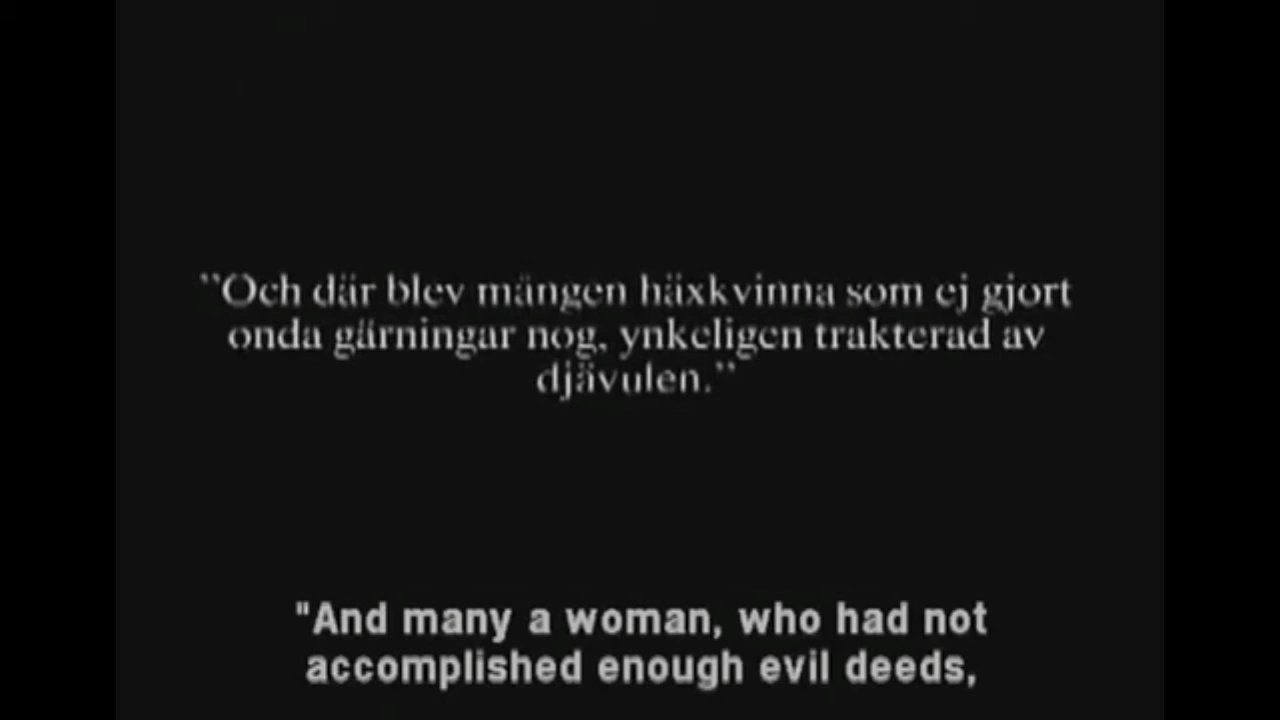 ”Och där blev mången häxkvinna som ej gjort
onda gärningar nog, ynkeligen trakterad av
djävulen.”
"And many a woman, who had not
accomplished enough evil deeds,